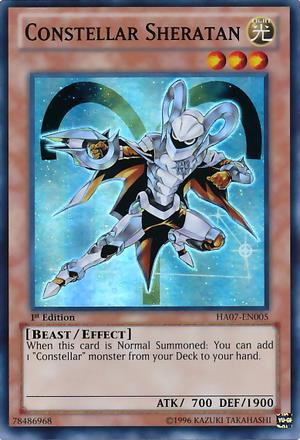 CONSTELLAR SHERATAN
LIGHT
光
HA07-EN005
1st Edition
[BEAST / EFFECT]
When this card is Normal Summoned: You can add
1 "Constellar" monster from your Deck to your hand.
ATK/ 700 DEF/1900
78486968
©1996 KAZUKI TAKAHASHI